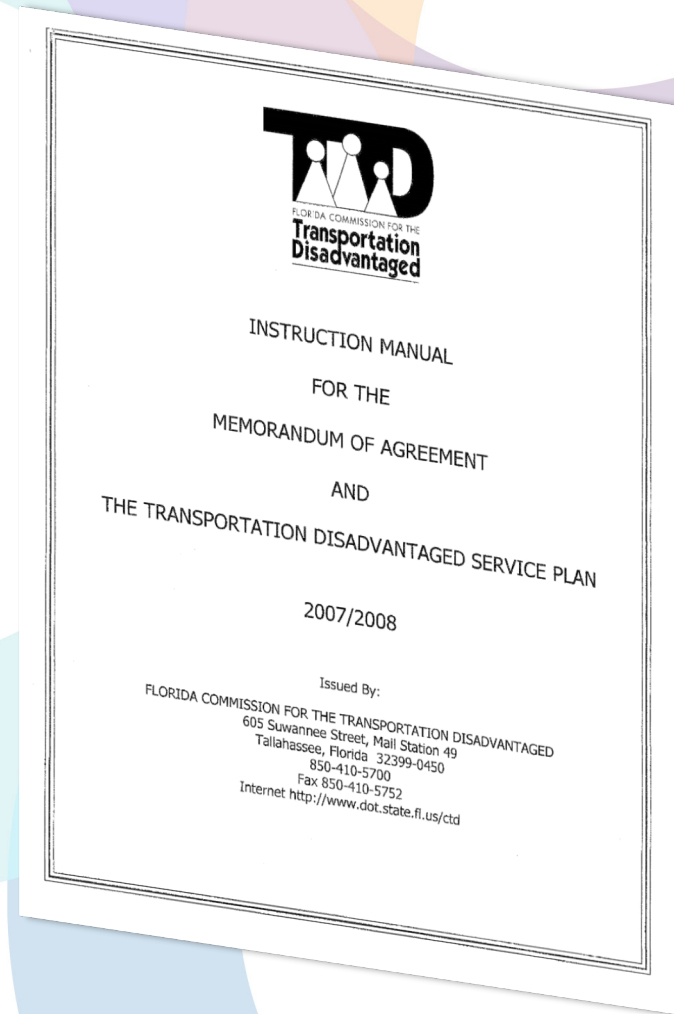 TD
FLORIDA COMMISSION FOR THE
Transportation
Disadvantaged
INSTRUCTION MANUAL
FOR THE
MEMORANDUM OF AGREEMENT
AND
THE TRANSPORTATION DISADVANTAGED SERVICE PLAN
2007/2008
Issued By:
FLORIDA COMMISSION FOR THE TRANSPORTATION DISADVANTAGED
605 Suwannee Street, Mail Station 49
Tallahassee, Florida 32399-0450
850-410-5700
Fax 850-410-5752
Internet http://www.dot.state.fl.us/ctd